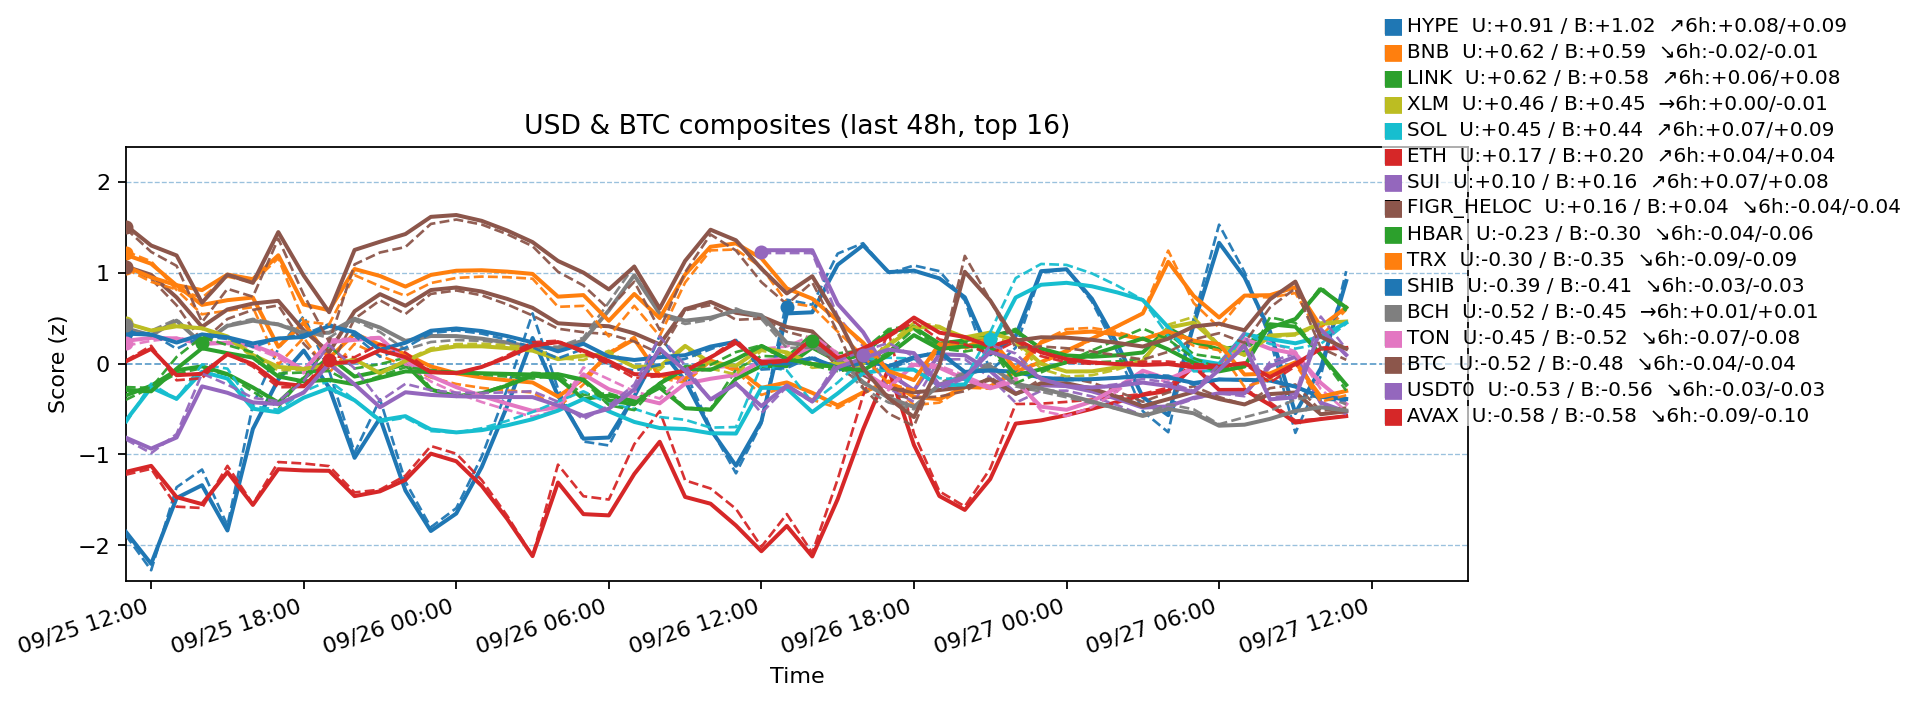 HYPE U:+0.91 / B:+1.02 ↗6h:+0.08/+0.09
BNB U:+0.62 / B:+0.59 ↘6h:-0.02/-0.01
LINK U:+0.62 / B:+0.58 ↗6h:+0.06/+0.08
XLM U:+0.46 / B:+0.45 →6h:+0.00/-0.01
SOL U:+0.45 / B:+0.44 ↗6h:+0.07/+0.09
ETH U:+0.17 / B:+0.20 ↗6h:+0.04/+0.04
SUI U:+0.10 / B:+0.16 ↗6h:+0.07/+0.08
FIGR_HELOC U:+0.16 / B:+0.04 ↘6h:-0.04/-0.04
HBAR U:-0.23 / B:-0.30 ↘6h:-0.04/-0.06
TRX U:-0.30 / B:-0.35 ↘6h:-0.09/-0.09
SHIB U:-0.39 / B:-0.41 ↘6h:-0.03/-0.03
BCH U:-0.52 / B:-0.45 →6h:+0.01/+0.01
TON U:-0.45 / B:-0.52 ↘6h:-0.07/-0.08
BTC U:-0.52 / B:-0.48 ↘6h:-0.04/-0.04
USDT0 U:-0.53 / B:-0.56 ↘6h:-0.03/-0.03
AVAX U:-0.58 / B:-0.58 ↘6h:-0.09/-0.10
USD & BTC composites (last 48h, top 16)
Score (z)
2
1
0
−1
−2
09/25 12:00
09/25 18:00
09/26 00:00
09/26 06:00
09/26 12:00
09/26 18:00
09/27 00:00
09/27 06:00
09/27 12:00
Time